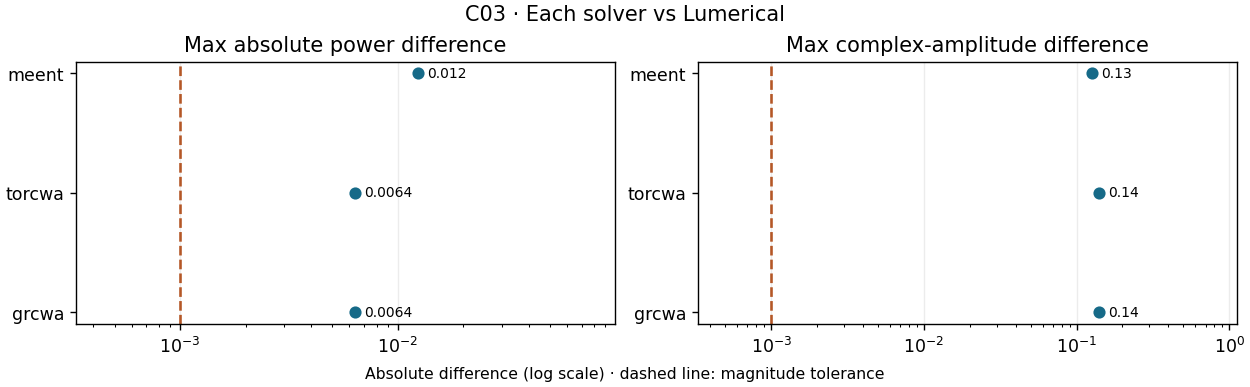 C03 · Each solver vs Lumerical
Max absolute power difference
meent
0.012
torcwa
0.0064
grcwa
0.0064
10⁻³
10⁻²
Max complex-amplitude difference
meent
0.13
torcwa
0.14
grcwa
0.14
10⁻³
10⁻²
10⁻¹
10⁰
Absolute difference (log scale) · dashed line: magnitude tolerance